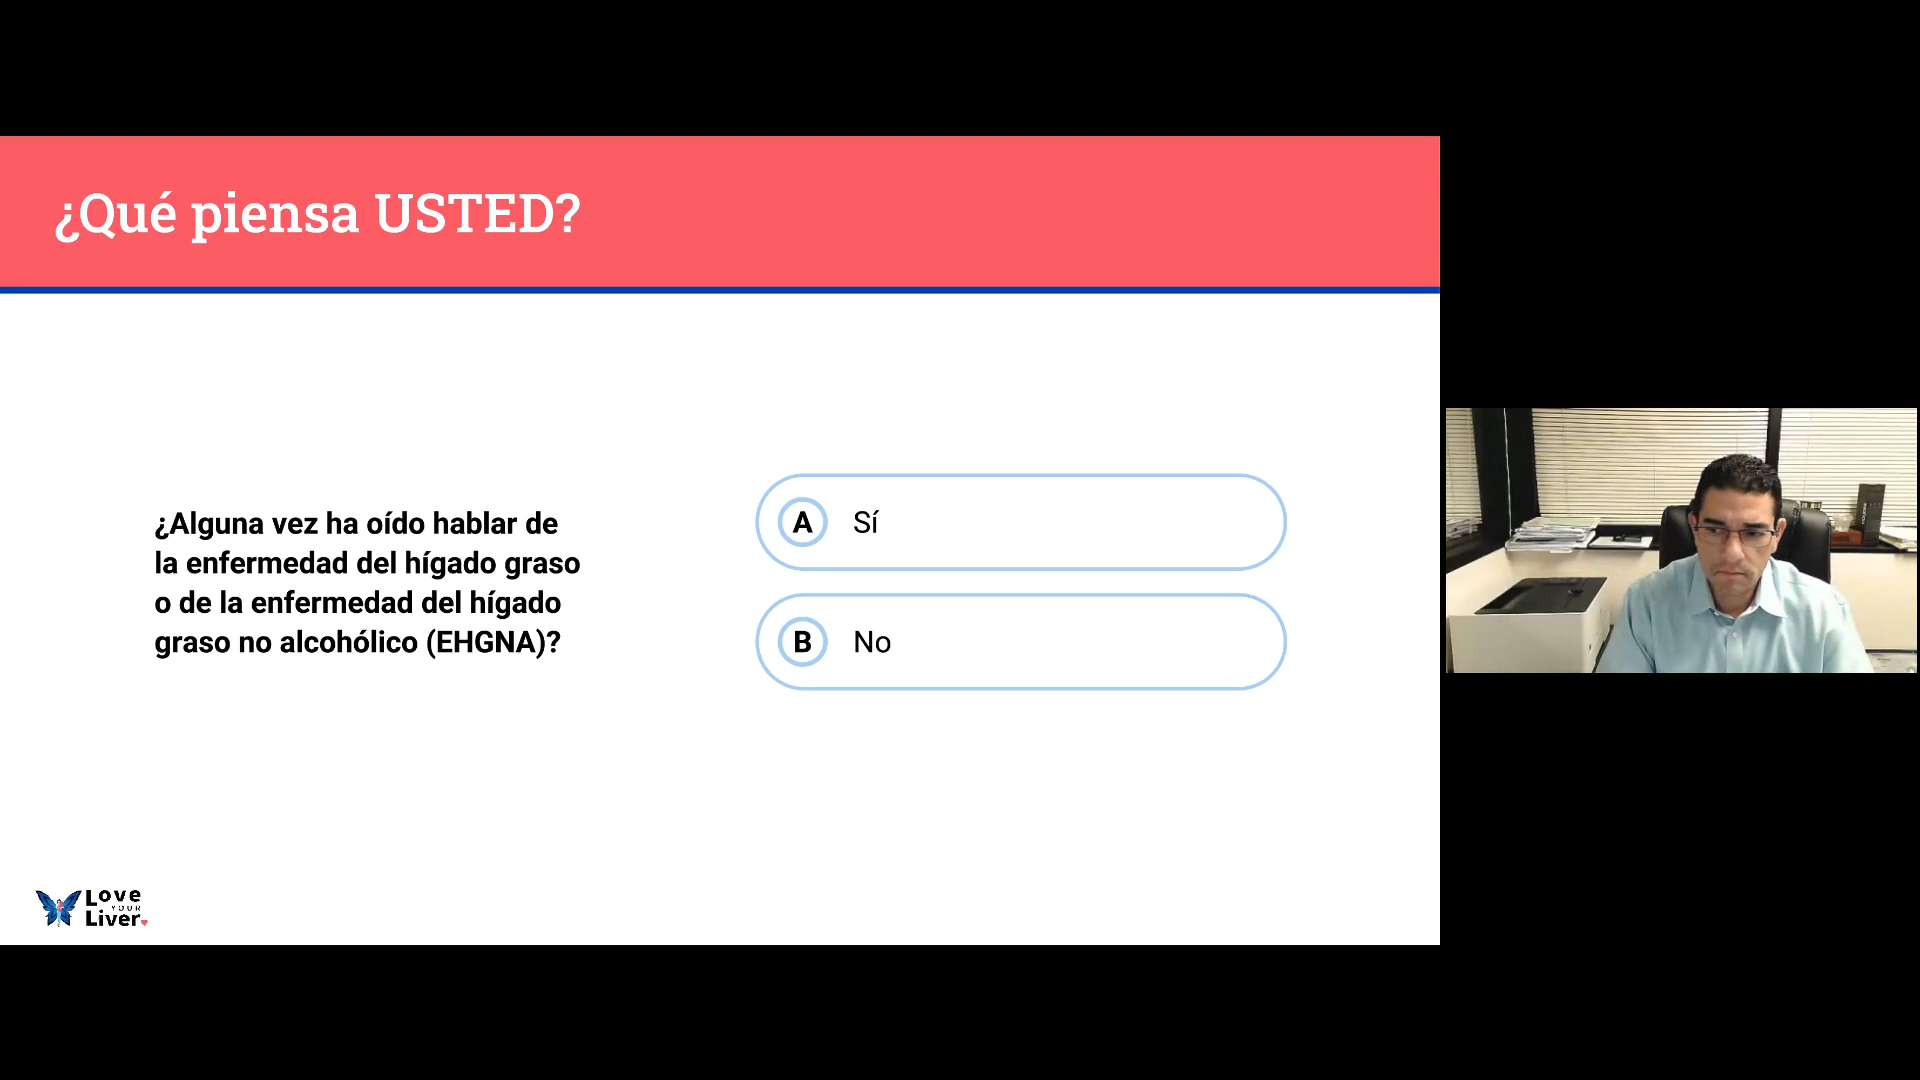 ¿Qué piensa USTED?
¿Alguna vez ha oído hablar de
la enfermedad del hígado graso
o de la enfermedad del hígado
graso no alcohólico (EHGNA)?
A Sí
B No
Love
YOUR
Liver